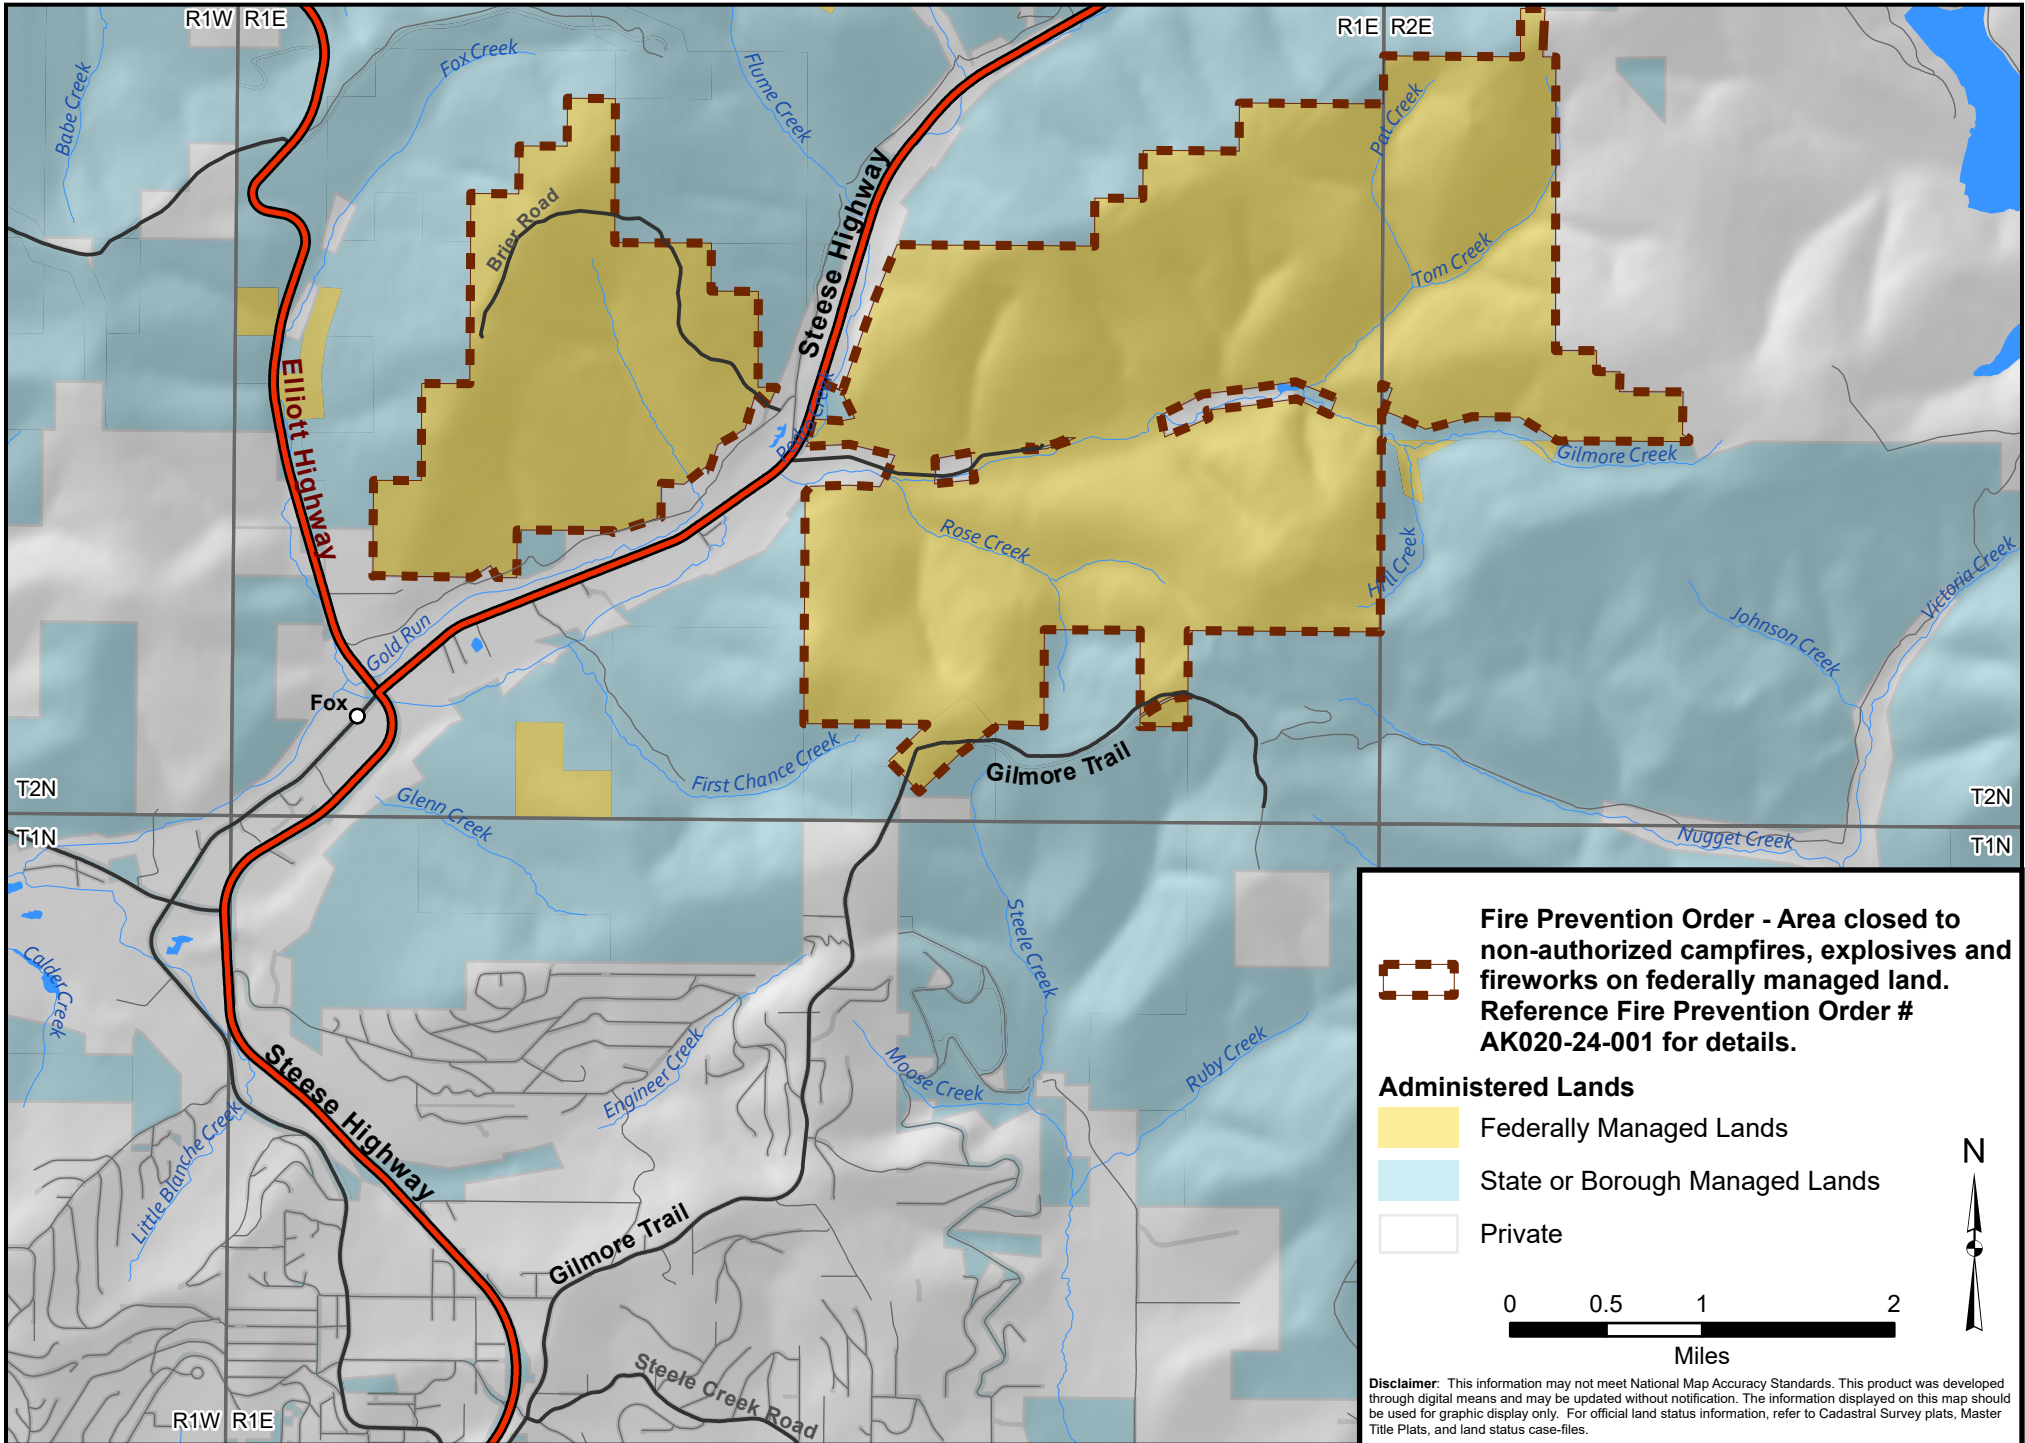 R1W R1E
R1E R2E
Babe Creek
Fox Creek
Flume Creek
Steese Highway
Pat Creek
Brier Road
Tom Creek
Elliott Highway
Pedro Creek
Gilmore Creek
Rose Creek
Hill Creek
Victoria Creek
Johnson Creek
Gold Run
Fox
First Chance Creek
Gilmore Trail
T2N
T2N
Glenn Creek
T1N
Nugget Creek
T1N
Steele Creek
Calder Creek
Steese Highway
Engineer Creek
Moose Creek
Ruby Creek
Little Blanche Creek
Gilmore Trail
Steele Creek Road
R1W R1E
Fire Prevention Order - Area closed to
non-authorized campfires, explosives and
fireworks on federally managed land.
Reference Fire Prevention Order #
AK020-24-001 for details.
Administered Lands
Federally Managed Lands
State or Borough Managed Lands
Private
N
0 0.5 1 2
Miles
Disclaimer: This information may not meet National Map Accuracy Standards. This product was developed
through digital means and may be updated without notification. The information displayed on this map should
be used for graphic display only. For official land status information, refer to Cadastral Survey plats, Master
Title Plats, and land status case-files.